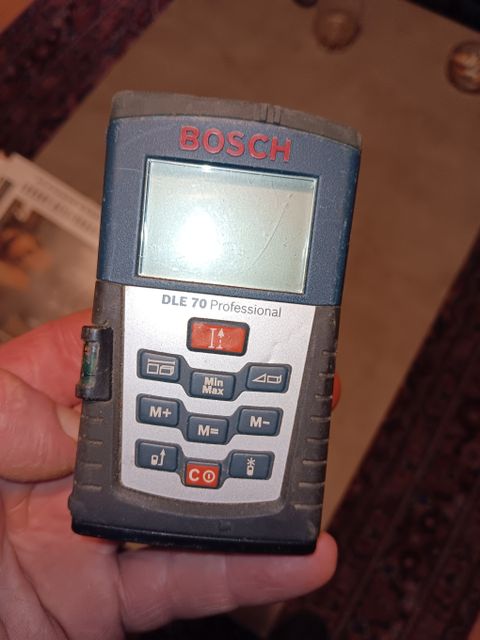 BOSCH
DLE 70 Professional
Min
Max
M+
M=
M-
C